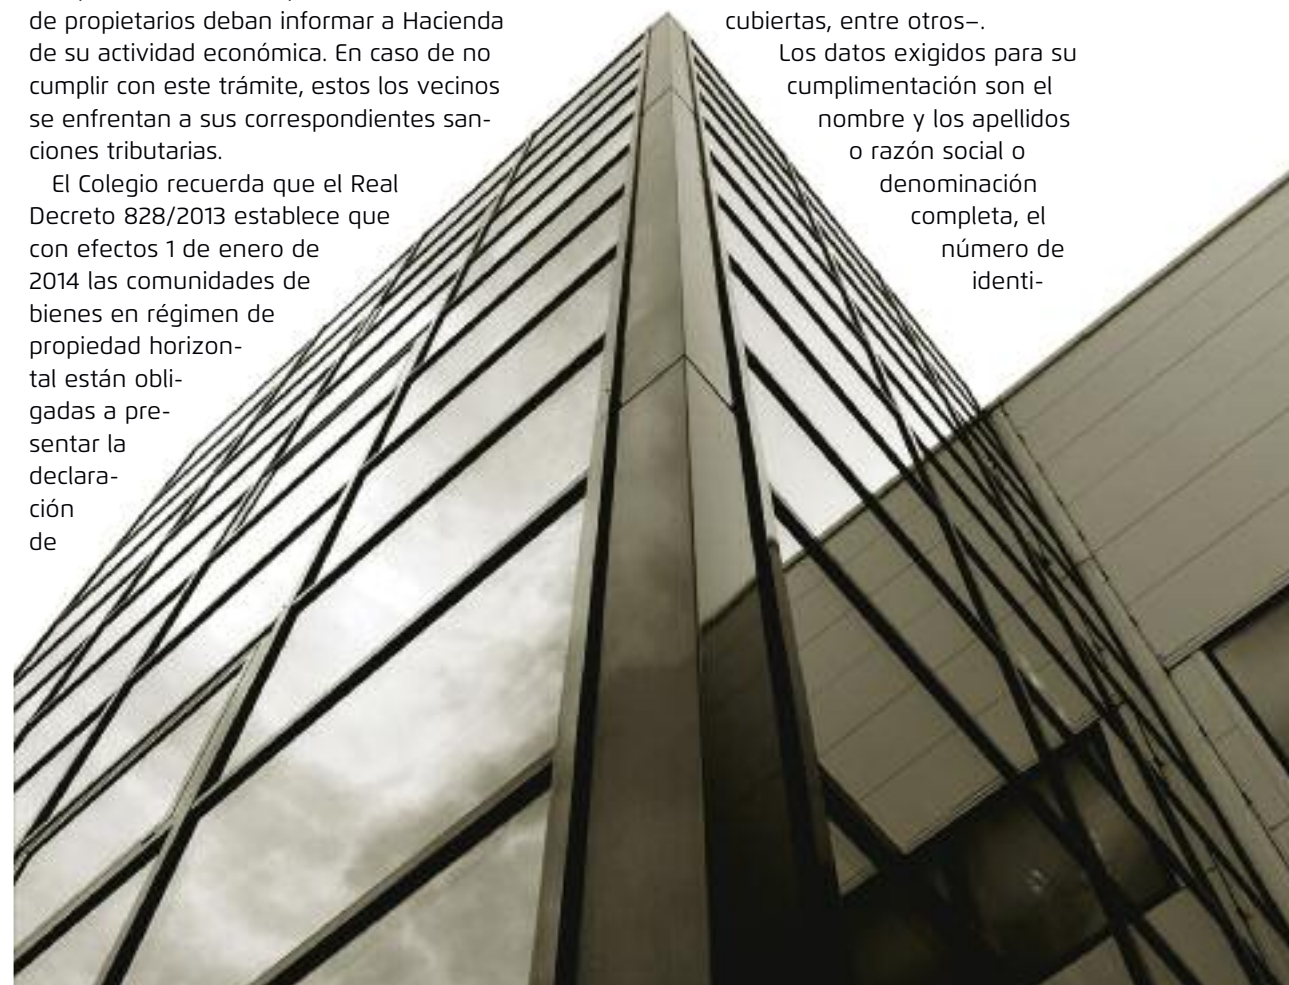 de propietarios deban informar a Hacienda
de su actividad económica. En caso de no
cumplir con este trámite, estos los vecinos
se enfrentan a sus correspondientes san-
ciones tributarias.
El Colegio recuerda que el Real
Decreto 828/2013 establece que
con efectos 1 de enero de
2014 las comunidades de
bienes en régimen de
propiedad horizon-
tal están obli-
gadas a pre-
sentar la
declara-
ción
de
cubiertas, entre otros–.
Los datos exigidos para su
cumplimentación son el
nombre y los apellidos
o razón social o
denominación
completa, el
número de
identi-